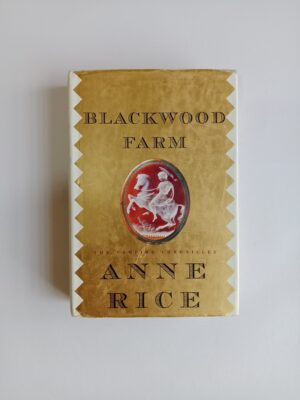 BLACKWOOD
FARM
THE VAMPIRE CHRONICLES
ANNE
RICE